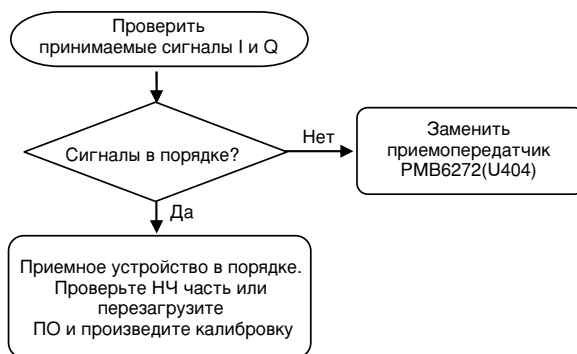 Проверить
принимаемые сигналы I и Q
Сигналы в порядке?
Нет
Заменить
приемопередатчик
PMB6272(U404)
Да
Приемное устройство в порядке.
Проверьте НЧ часть или
перезагрузите
ПО и произведите калибровку